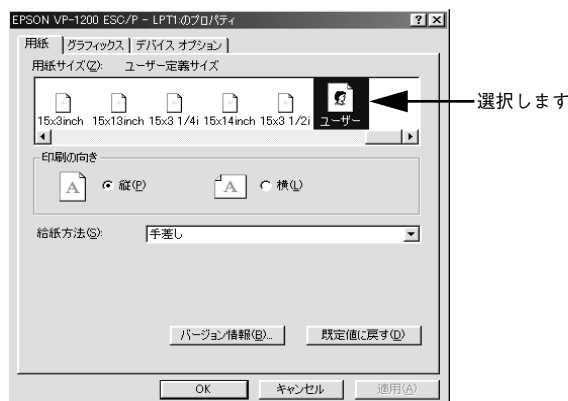 EPSON VP-1200 ESC/P - LPT1:のプロパティ
用紙 グラフィックス デバイス オプション
用紙サイズ(Z): ユーザー定義サイズ
15x3inch 15x13inch 15x3 1/4i 15x14inch 15x3 1/2i ユーザー
選択します
印刷の向き
A 縦(P) A 横(L)
給紙方法(S): 手差し
バージョン情報(B)... 既定値に戻す(D)
OK キャンセル 適用(A)